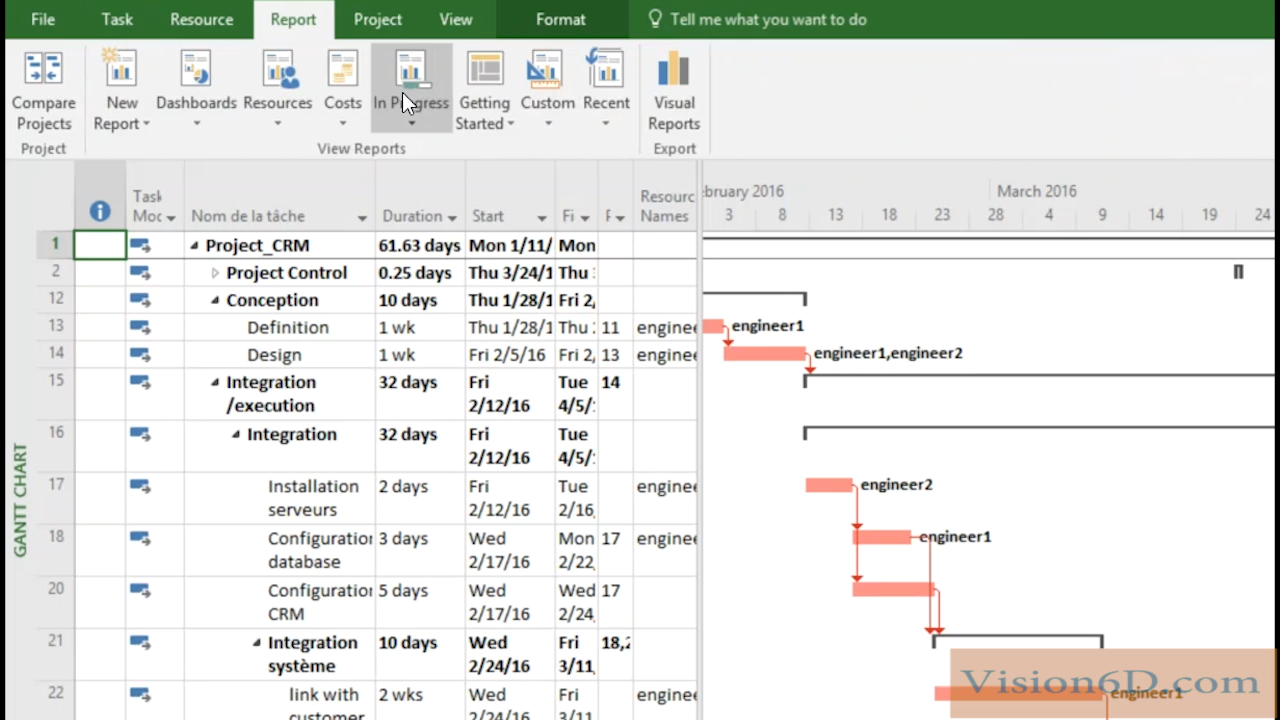 File Task Resource Report Project View Format Tell me what you want to do
Compare Projects New Report Dashboards Resources Costs In Progress Getting Started Custom Recent Visual Reports
Project View Reports Export
Task Moc Nom de la tâche Duration Start Fi F Resourc Names
bruary 2016 March 2016
3 8 13 18 23 28 4 9 14 19 24
GANTT CHART
1 Project_CRM 61.63 days Mon 1/11/ Mon
2 Project Control 0.25 days Thu 3/24/1 Thu
12 Conception 10 days Thu 1/28/1 Fri 2/
13 Definition 1 wk Thu 1/28/1 Thu 11 enginee engineer1
14 Design 1 wk Fri 2/5/16 Fri 2/ 13 enginee engineer1,engineer2
15 Integration /execution 32 days Fri 2/12/16 Tue 4/5/ 14
16 Integration 32 days Fri 2/12/16 Tue 4/5/
17 Installation serveurs 2 days Fri 2/12/16 Tue 2/16, enginee engineer2
18 Configuration database 3 days Wed 2/17/16 Mon 2/22, 17 enginee engineer1
20 Configuration CRM 5 days Wed 2/17/16 Wed 2/24, 17
21 Integration système 10 days Wed 2/24/16 Fri 3/11, 18,2
22 link with customer 2 wks Wed 2/24/16 Fri 3/11 enginee engineer1
Vision6D.com